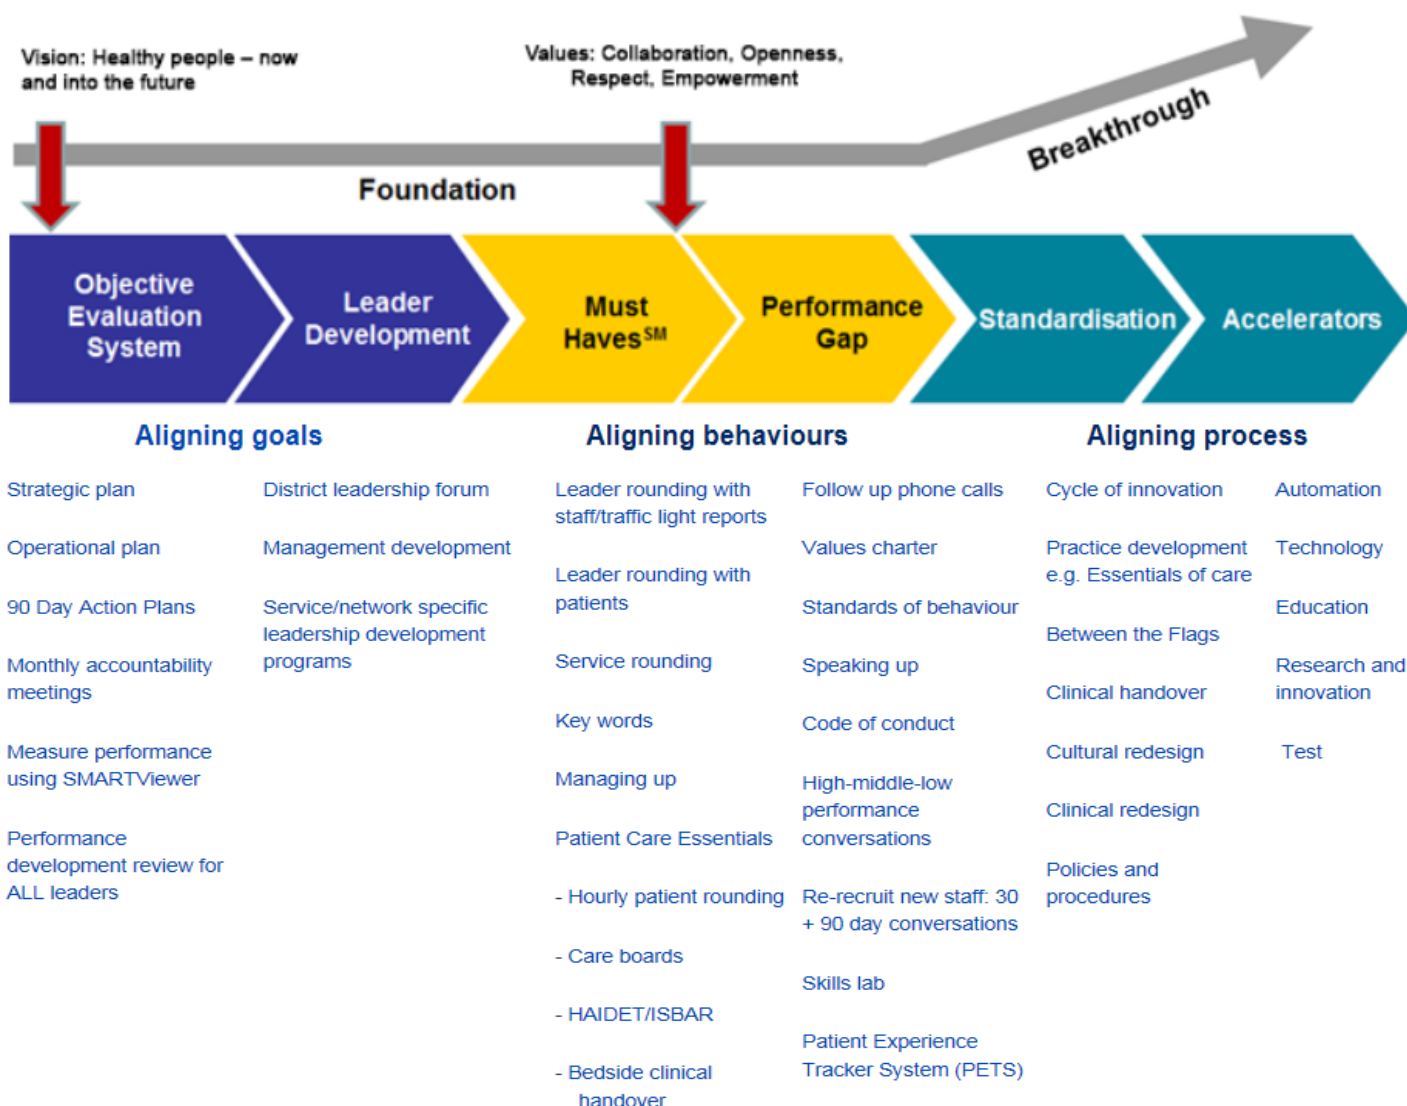 Vision: Healthy people – now
and into the future
Values: Collaboration, Openness,
Respect, Empowerment
Breakthrough
Foundation
Objective
Evaluation
System
Leader
Development
Must
Haves℠
Performance
Gap
Standardisation
Accelerators
Aligning goals
Strategic plan
Operational plan
90 Day Action Plans
Monthly accountability
meetings
Measure performance
using SMARTViewer
Performance
development review for
ALL leaders
District leadership forum
Management development
Service/network specific
leadership development
programs
Aligning behaviours
Leader rounding with
staff/traffic light reports
Leader rounding with
patients
Service rounding
Key words
Managing up
Patient Care Essentials
- Hourly patient rounding
- Care boards
- HAIDET/ISBAR
- Bedside clinical
handover
Follow up phone calls
Values charter
Standards of behaviour
Speaking up
Code of conduct
High-middle-low
performance
conversations
Re-recruit new staff: 30
+ 90 day conversations
Skills lab
Patient Experience
Tracker System (PETS)
Aligning process
Cycle of innovation
Practice development
e.g. Essentials of care
Between the Flags
Clinical handover
Cultural redesign
Clinical redesign
Policies and
procedures
Automation
Technology
Education
Research and
innovation
Test